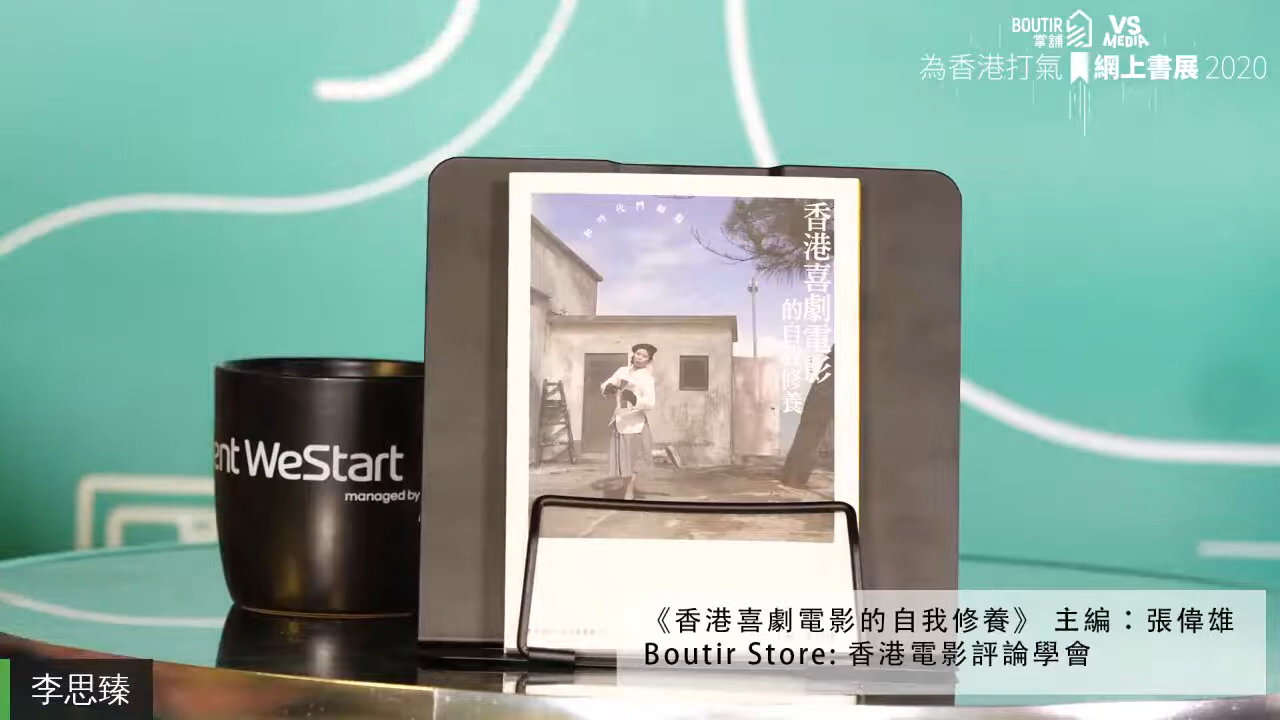 BOUTIR
掌舖
VS
MEDIA
為香港打氣 網上書展 2020
香港喜劇電影
的自我修養
nt WeStart
managed by
《香港喜劇電影的自我修養》 主編：張偉雄
Boutir Store: 香港電影評論學會
李思臻